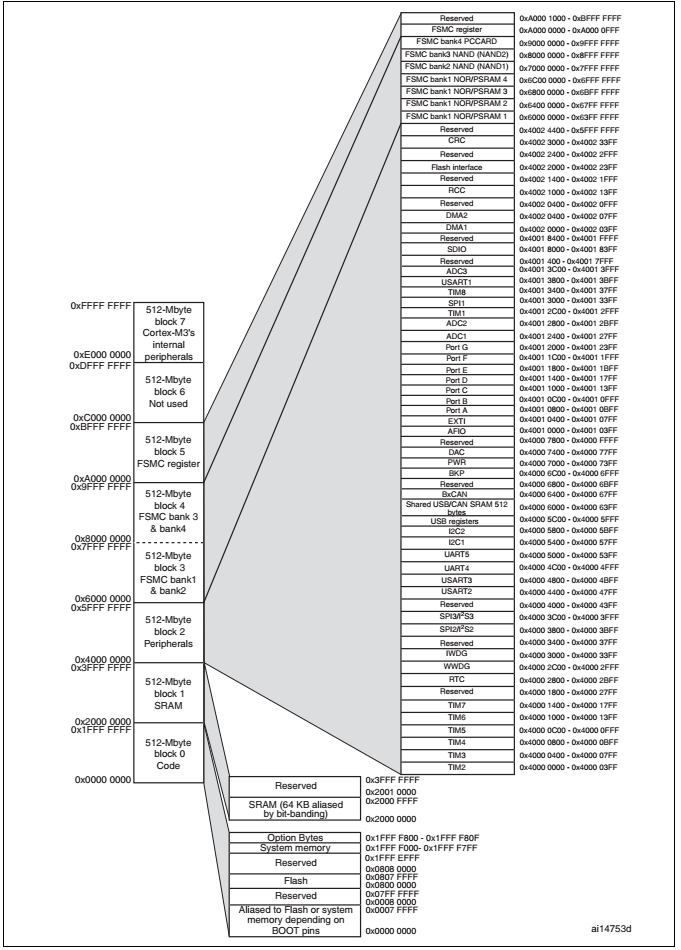 Reserved 0xA000 1000 - 0xBFFF FFFF
FSMC register 0xA000 0000 - 0xA000 0FFF
FSMC bank4 PCCARD 0x9000 0000 - 0x9FFF FFFF
FSMC bank3 NAND (NAND2) 0x8000 0000 - 0x8FFF FFFF
FSMC bank2 NAND (NAND1) 0x7000 0000 - 0x7FFF FFFF
FSMC bank1 NOR/PSRAM 4 0x6C00 0000 - 0x6FFF FFFF
FSMC bank1 NOR/PSRAM 3 0x6800 0000 - 0x6BFF FFFF
FSMC bank1 NOR/PSRAM 2 0x6400 0000 - 0x67FF FFFF
FSMC bank1 NOR/PSRAM 1 0x6000 0000 - 0x63FF FFFF
Reserved 0x4002 4400 - 0x5FFF FFFF
CRC 0x4002 3000 - 0x4002 33FF
Reserved 0x4002 2400 - 0x4002 2FFF
Flash interface 0x4002 2000 - 0x4002 23FF
Reserved 0x4002 1400 - 0x4002 1FFF
RCC 0x4002 1000 - 0x4002 13FF
Reserved 0x4002 0400 - 0x4002 0FFF
DMA2 0x4002 0400 - 0x4002 07FF
DMA1 0x4002 0000 - 0x4002 03FF
Reserved 0x4001 8400 - 0x4001 FFFF
SDIO 0x4001 8000 - 0x4001 83FF
Reserved 0x4001 400 - 0x4001 7FFF
ADC3 0x4001 3C00 - 0x4001 3FFF
USART1 0x4001 3800 - 0x4001 3BFF
TIM8 0x4001 3400 - 0x4001 37FF
SPI1 0x4001 3000 - 0x4001 33FF
TIM1 0x4001 2C00 - 0x4001 2FFF
ADC2 0x4001 2800 - 0x4001 2BFF
ADC1 0x4001 2400 - 0x4001 27FF
Port G 0x4001 2000 - 0x4001 23FF
Port F 0x4001 1C00 - 0x4001 1FFF
Port E 0x4001 1800 - 0x4001 1BFF
Port D 0x4001 1400 - 0x4001 17FF
Port C 0x4001 1000 - 0x4001 13FF
Port B 0x4001 0C00 - 0x4001 0FFF
Port A 0x4001 0800 - 0x4001 0BFF
EXTI 0x4001 0400 - 0x4001 07FF
AFIO 0x4001 0000 - 0x4001 03FF
Reserved 0x4000 7800 - 0x4000 FFFF
DAC 0x4000 7400 - 0x4000 77FF
PWR 0x4000 7000 - 0x4000 73FF
BKP 0x4000 6C00 - 0x4000 6FFF
Reserved 0x4000 6800 - 0x4000 6BFF
BxCAN 0x4000 6400 - 0x4000 67FF
Shared USB/CAN SRAM 512 0x4000 6000 - 0x4000 63FF
bytes
USB registers 0x4000 5C00 - 0x4000 5FFF
I2C2 0x4000 5800 - 0x4000 5BFF
I2C1 0x4000 5400 - 0x4000 57FF
UART5 0x4000 5000 - 0x4000 53FF
UART4 0x4000 4C00 - 0x4000 4FFF
USART3 0x4000 4800 - 0x4000 4BFF
USART2 0x4000 4400 - 0x4000 47FF
Reserved 0x4000 4000 - 0x4000 43FF
SPI3/I²S3 0x4000 3C00 - 0x4000 3FFF
SPI2/I²S2 0x4000 3800 - 0x4000 3BFF
Reserved 0x4000 3400 - 0x4000 37FF
IWDG 0x4000 3000 - 0x4000 33FF
WWDG 0x4000 2C00 - 0x4000 2FFF
RTC 0x4000 2800 - 0x4000 2BFF
Reserved 0x4000 1800 - 0x4000 27FF
TIM7 0x4000 1400 - 0x4000 17FF
TIM6 0x4000 1000 - 0x4000 13FF
TIM5 0x4000 0C00 - 0x4000 0FFF
TIM4 0x4000 0800 - 0x4000 0BFF
TIM3 0x4000 0400 - 0x4000 07FF
TIM2 0x4000 0000 - 0x4000 03FF
0xFFFF FFFF
512-Mbyte
block 7
Cortex-M3's
internal
peripherals
0xE000 0000
0xDFFF FFFF
512-Mbyte
block 6
Not used
0xC000 0000
0xBFFF FFFF
512-Mbyte
block 5
FSMC register
0xA000 0000
0x9FFF FFFF
512-Mbyte
block 4
FSMC bank 3
& bank4
0x8000 0000
0x7FFF FFFF
512-Mbyte
block 3
FSMC bank1
& bank2
0x6000 0000
0x5FFF FFFF
512-Mbyte
block 2
Peripherals
0x4000 0000
0x3FFF FFFF
512-Mbyte
block 1
SRAM
0x2000 0000
0x1FFF FFFF
512-Mbyte
block 0
Code
0x0000 0000
0x3FFF FFFF
Reserved
0x2001 0000
0x2000 FFFF
SRAM (64 KB aliased
by bit-banding)
0x2000 0000
Option Bytes 0x1FFF F800 - 0x1FFF F80F
System memory 0x1FFF F000- 0x1FFF F7FF
0x1FFF EFFF
Reserved
0x0808 0000
0x0807 FFFF
Flash
0x0800 0000
0x07FF FFFF
Reserved
0x0008 0000
0x0007 FFFF
Aliased to Flash or system
memory depending on
BOOT pins
0x0000 0000
ai14753d